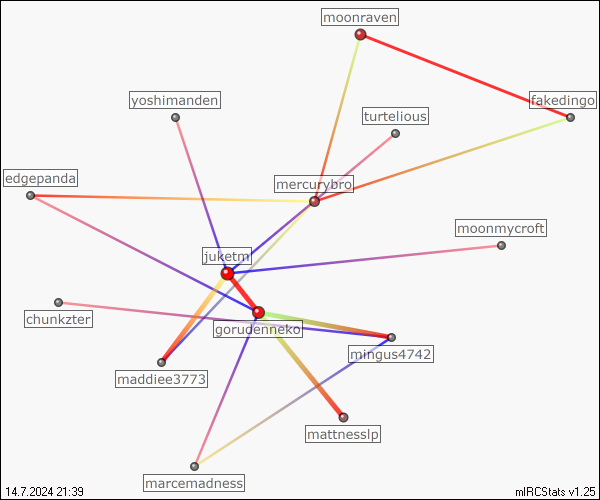 moonraven
yoshimanden
fakedingo
turtelious
edgepanda
mercurybro
moonmycroft
juketm
chunkzter
gorudenneko
mingus4742
maddiee3773
mattnesslp
marcemadness
14.7.2024 21:39
mIRCStats v1.25